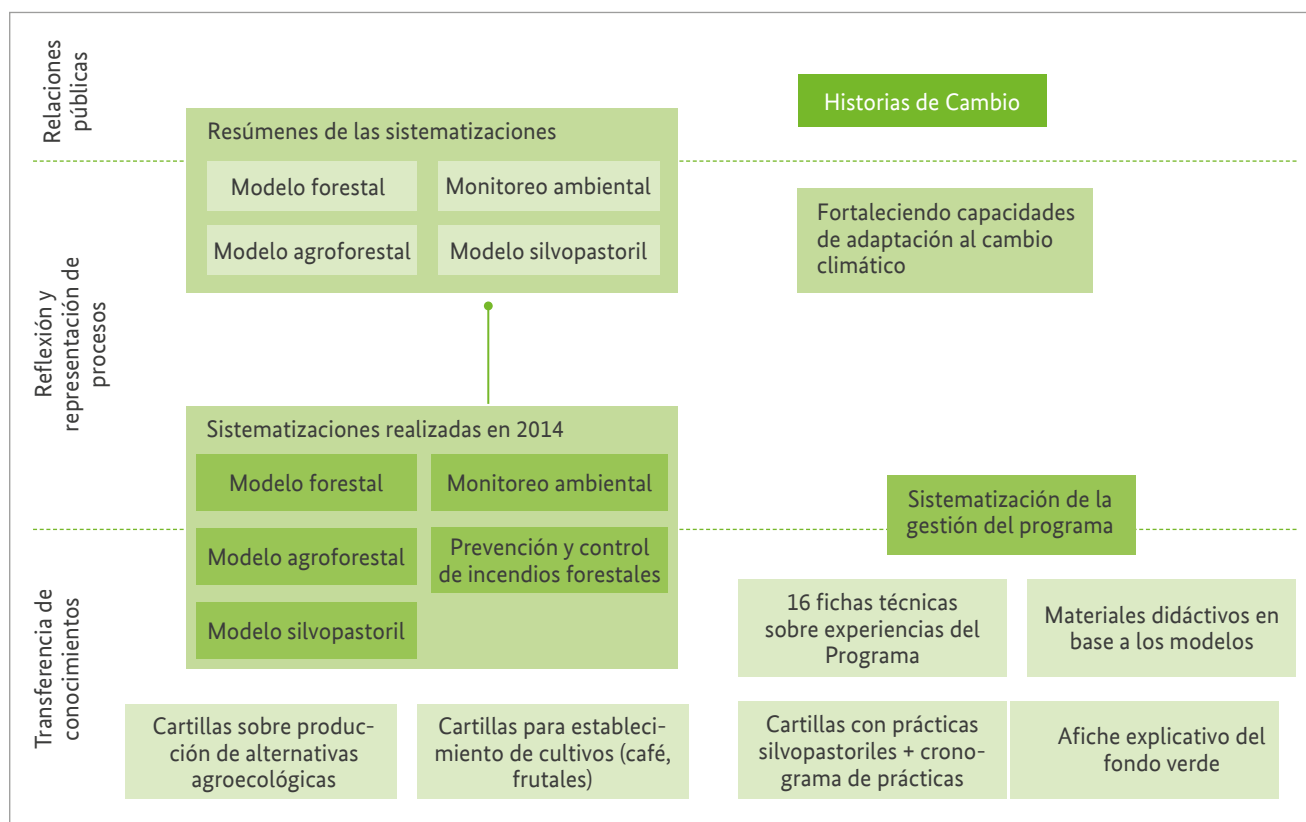 Relaciones
públicas
Historias de Cambio
Resúmenes de las sistematizaciones
Modelo forestal
Monitoreo ambiental
Modelo agroforestal
Modelo silvopastoril
Reflexión y
representación de
procesos
Fortaleciendo capacidades
de adaptación al cambio
climático
Sistematizaciones realizadas en 2014
Modelo forestal
Monitoreo ambiental
Modelo agroforestal
Prevención y control
de incendios forestales
Modelo silvopastoril
Sistematización de la
gestión del programa
Transferencia de
conocimientos
16 fichas técnicas
sobre experiencias del
Programa
Materiales didáctivos en
base a los modelos
Cartillas sobre produc-
ción de alternativas
agroecológicas
Cartillas para estableci-
miento de cultivos (café,
frutales)
Cartillas con prácticas
silvopastoriles + crono-
grama de prácticas
Afiche explicativo del
fondo verde